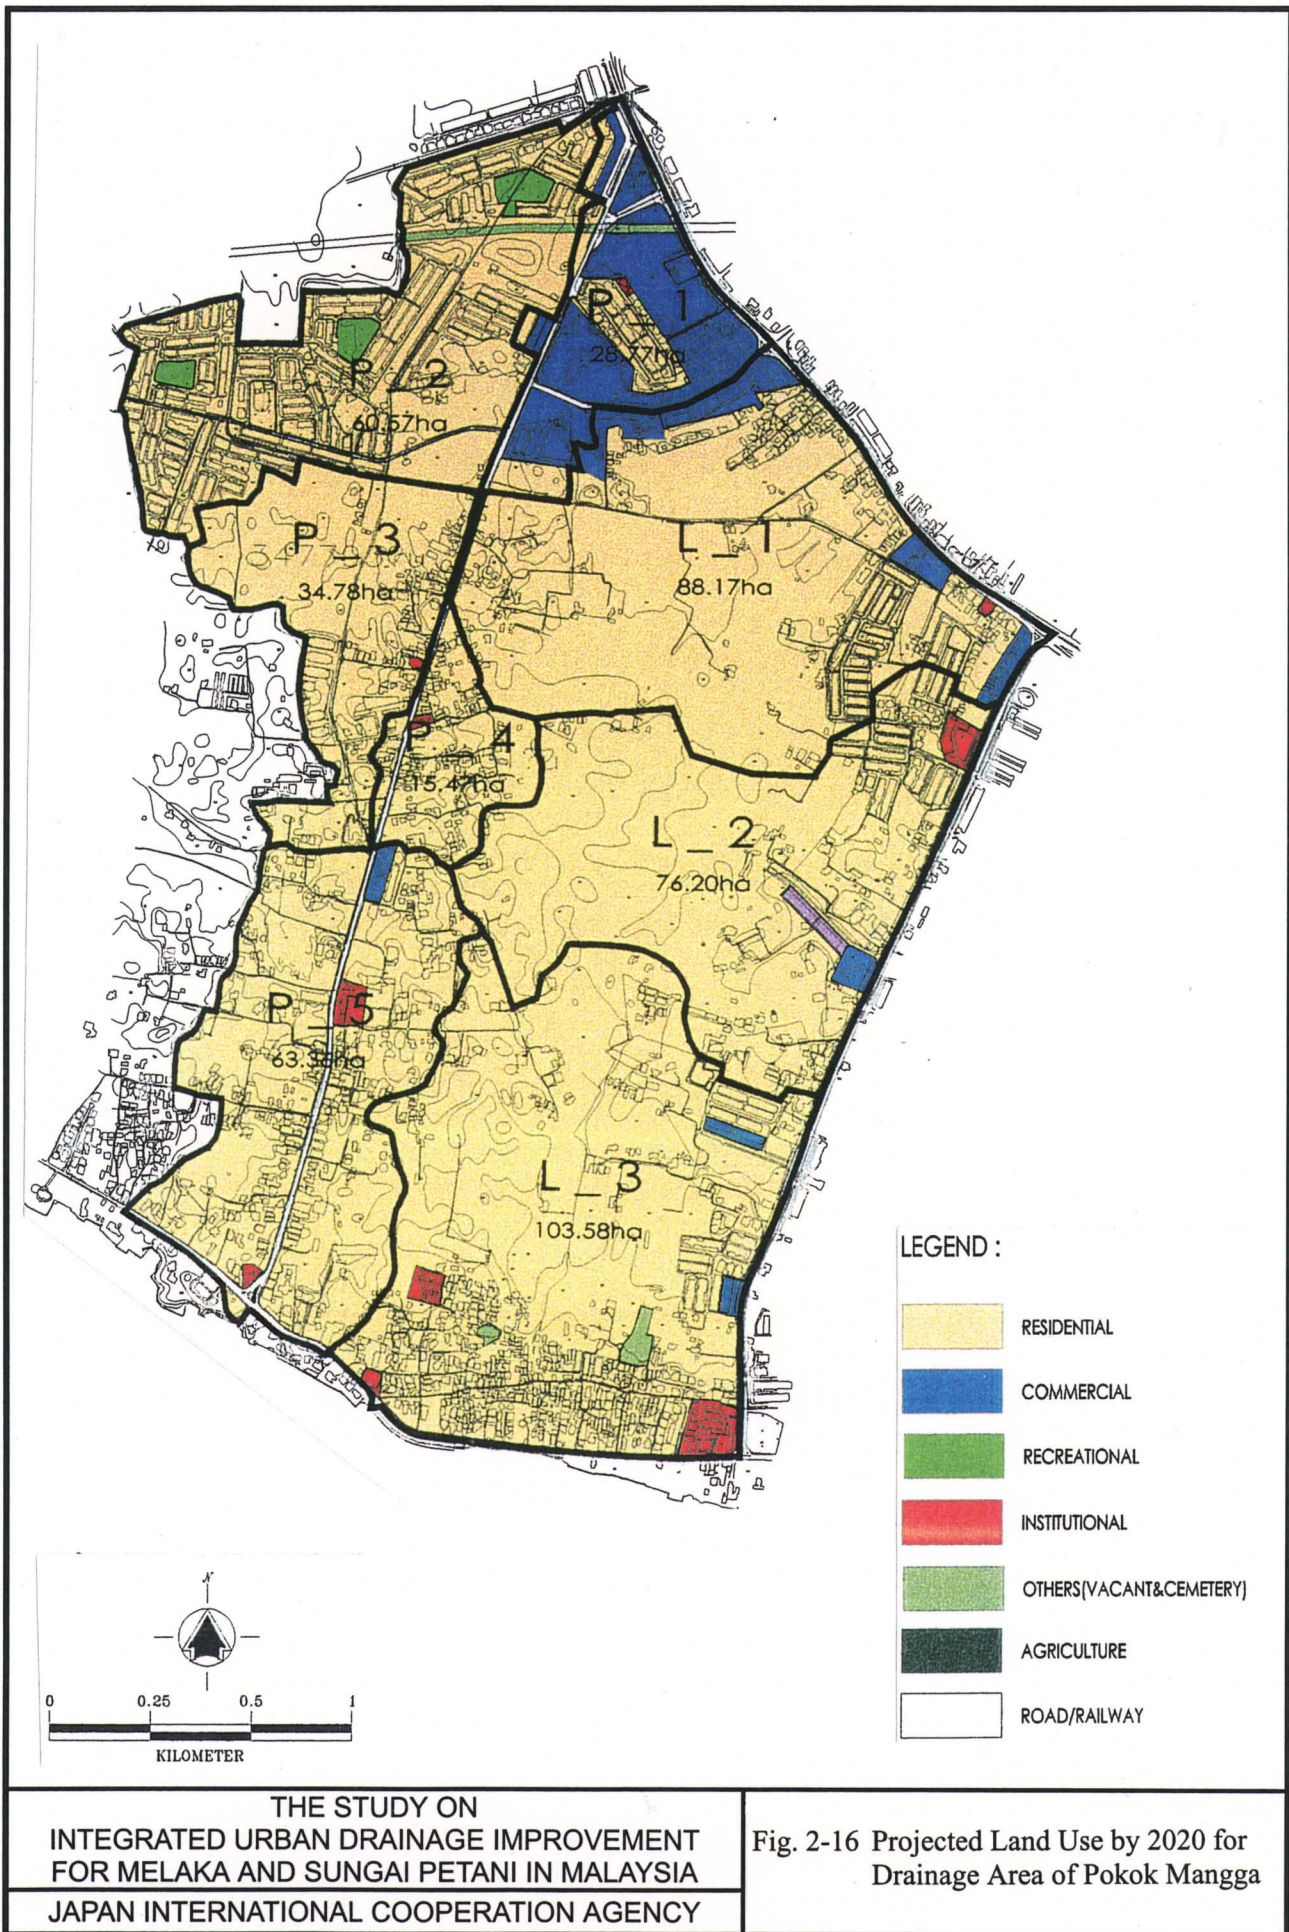 P_1
28.77ha
P_2
60.57ha
P_3
34.78ha
L_1
88.17ha
P_4
15.47ha
L_2
76.20ha
P_5
L_3
103.58ha
LEGEND :
RESIDENTIAL
COMMERCIAL
RECREATIONAL
INSTITUTIONAL
OTHERS(VACANT&CEMETERY)
AGRICULTURE
ROAD/RAILWAY
N
0 0.25 0.5 1
KILOMETER
THE STUDY ON
INTEGRATED URBAN DRAINAGE IMPROVEMENT
FOR MELAKA AND SUNGAI PETANI IN MALAYSIA
JAPAN INTERNATIONAL COOPERATION AGENCY
Fig. 2-16 Projected Land Use by 2020 for
Drainage Area of Pokok Mangga